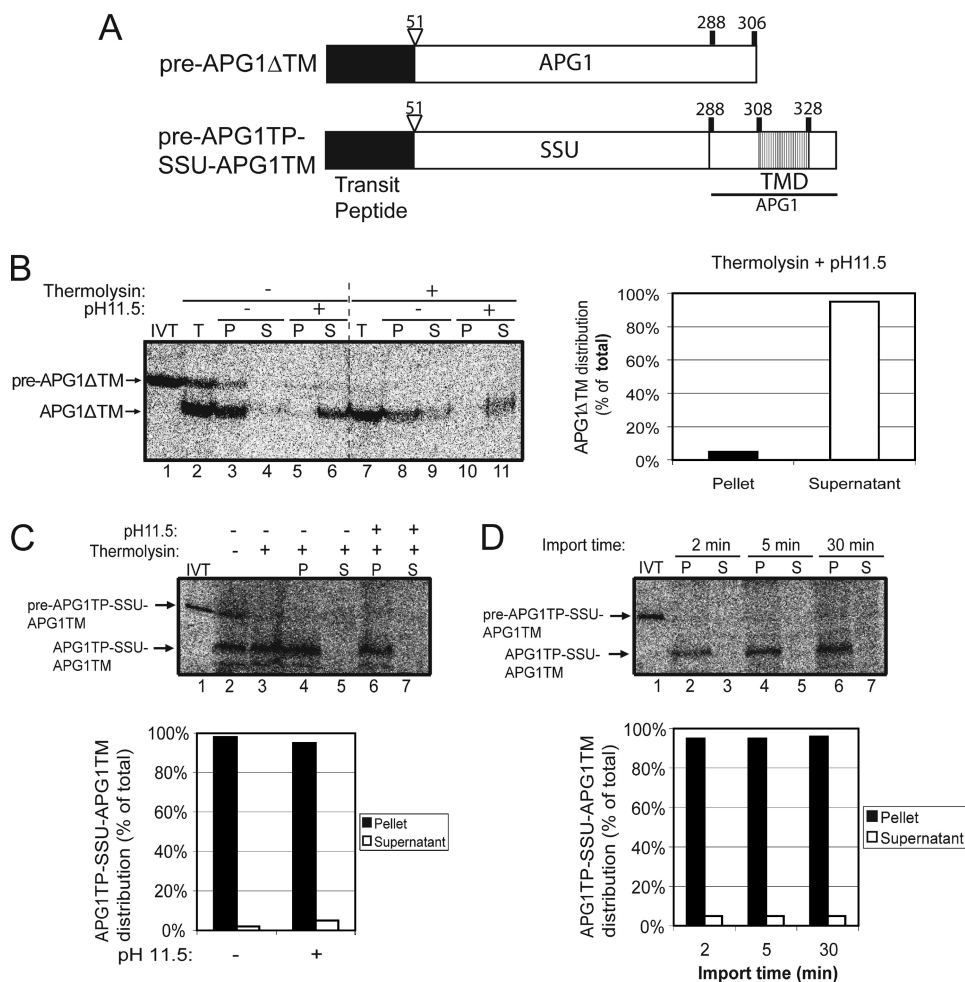 A
51
288
306
pre-APG1ΔTM
APG1
51
288
308
328
pre-APG1TP-
SSU-APG1TM
SSU
Transit
Peptide
TMD
APG1
B
Thermolysin: - +
pH11.5: - + - +
IVT T P S P S T P S P S
pre-APG1ΔTM
APG1ΔTM
1 2 3 4 5 6 7 8 9 10 11
Thermolysin + pH11.5
APG1ΔTM distribution
(% of total)
100%
80%
60%
40%
20%
0%
Pellet Supernatant
C
pH11.5: - - - - + +
Thermolysin: - + + + + +
IVT P S P S
pre-APG1TP-SSU-
APG1TM
APG1TP-SSU-
APG1TM
1 2 3 4 5 6 7
APG1TP-SSU-APG1TM
distribution (% of total)
100%
80%
60%
40%
20%
0%
pH 11.5: - +
Pellet
Supernatant
D
Import time: 2 min 5 min 30 min
IVT P S P S P S
pre-APG1TP-SSU-
APG1TM
APG1TP-SSU-
APG1TM
1 2 3 4 5 6 7
APG1TP-SSU-APG1TM
distribution (% of total)
100%
80%
60%
40%
20%
0%
2 5 30
Import time (min)
Pellet
Supernatant